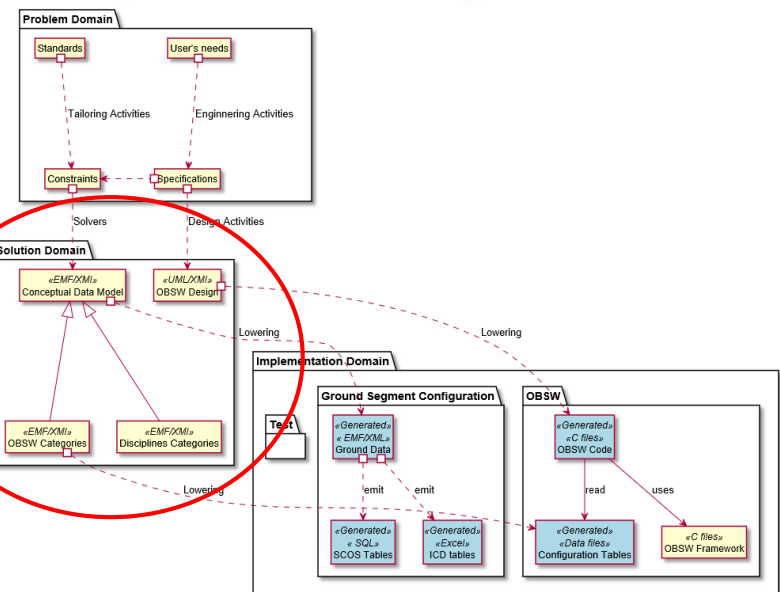 Problem Domain
Standards
User's needs
Tailoring Activities
Enginnering Activities
Constraints
Specifications
Solvers
Design Activities
Solution Domain
«EMF/XMI»
Conceptual Data Model
«UML/XMI»
OBSW Design
Lowering
Lowering
Implementation Domain
Ground Segment Configuration
OBSW
Test
«Generated»
« EMF/XML»
Ground Data
«Generated»
«C files»
OBSW Code
«EMF/XMI»
OBSW Categories
«EMF/XMI»
Disciplines Categories
Lowering
emit
emit
read
uses
«Generated»
« SQL»
SCOS Tables
«Generated»
«Excel»
ICD tables
«Generated»
«Data files»
Configuration Tables
«C files»
OBSW Framework